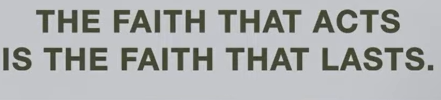 THE FAITH THAT ACTS
IS THE FAITH THAT LASTS.